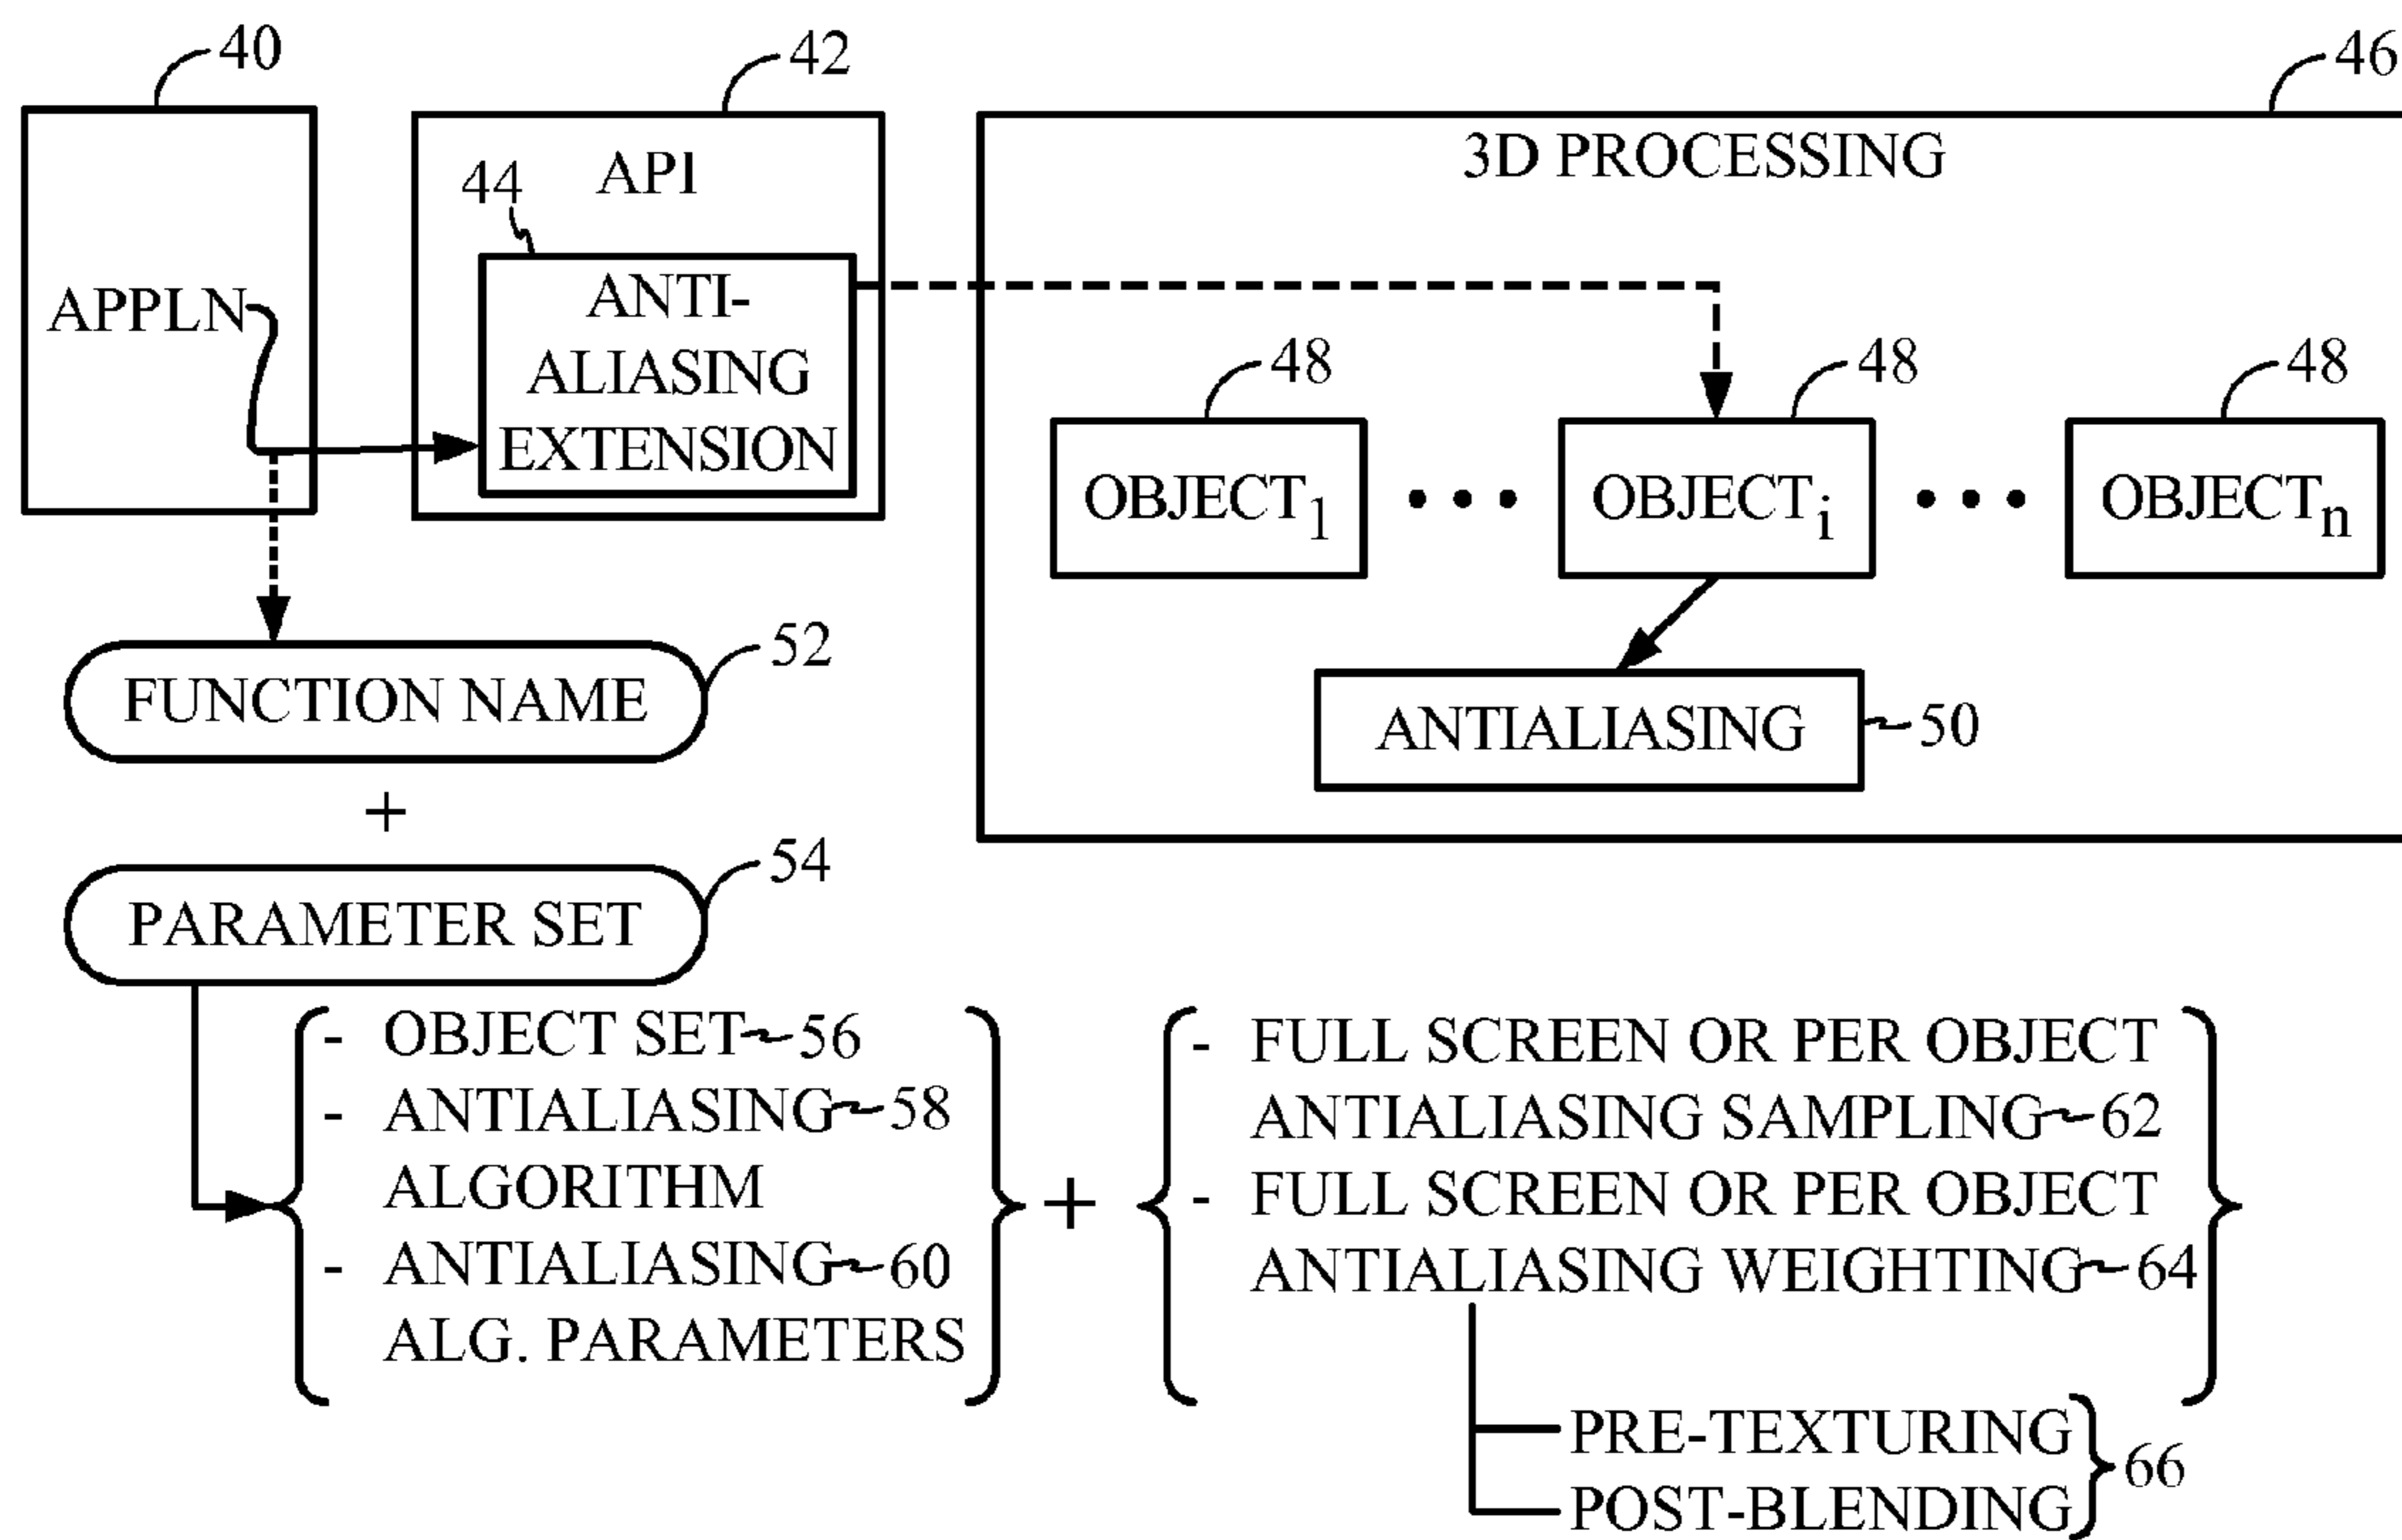 40
42
46
API
3D PROCESSING
44
APPLN
ANTI-
ALIASING
EXTENSION
48
48
48
OBJECT1
• • •
OBJECTi
• • •
OBJECTn
52
FUNCTION NAME
ANTIALIASING
50
+
54
PARAMETER SET
- OBJECT SET 56
- ANTIALIASING 58
ALGORITHM
- ANTIALIASING 60
ALG. PARAMETERS
+
- FULL SCREEN OR PER OBJECT
ANTIALIASING SAMPLING 62
- FULL SCREEN OR PER OBJECT
ANTIALIASING WEIGHTING 64
PRE-TEXTURING
POST-BLENDING
66